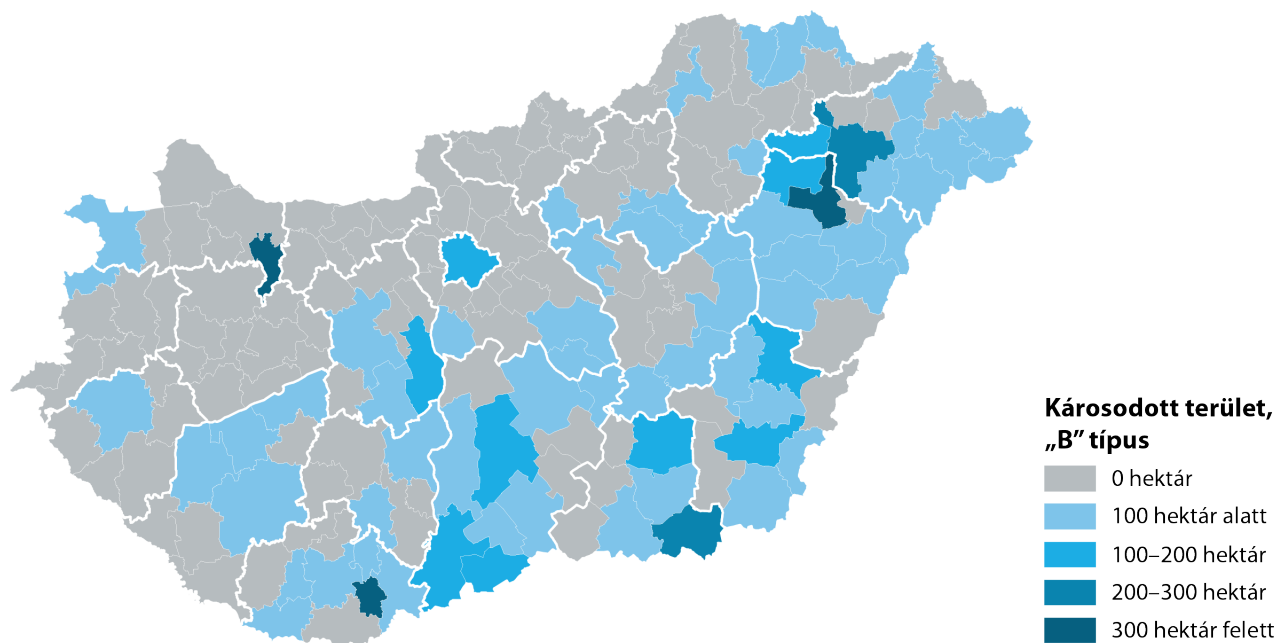 Károsodott terület,
„B” típus
0 hektár
100 hektár alatt
100–200 hektár
200–300 hektár
300 hektár felett